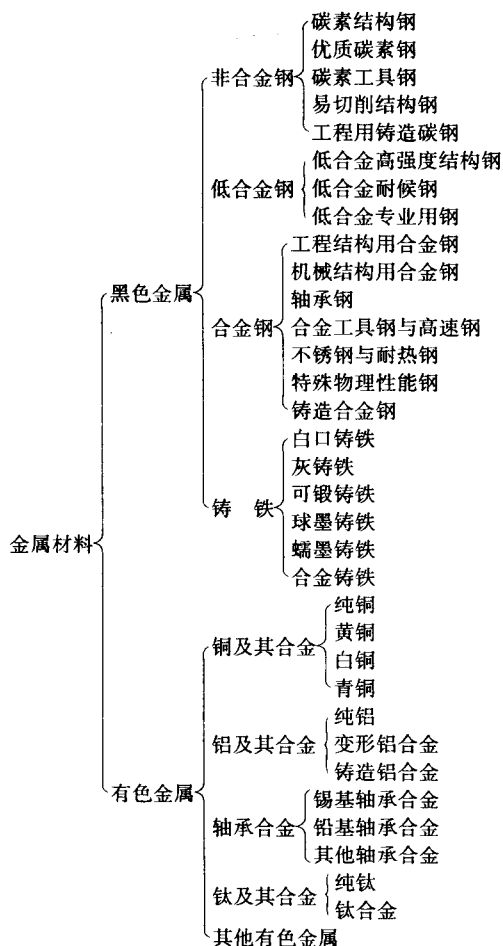 碳素结构钢
优质碳素钢
非合金钢
碳素工具钢
易切削结构钢
工程用铸造碳钢
低合金高强度结构钢
低合金钢
低合金耐候钢
低合金专业用钢
工程结构用合金钢
机械结构用合金钢
黑色金属
轴承钢
合金钢
合金工具钢与高速钢
不锈钢与耐热钢
特殊物理性能钢
铸造合金钢
白口铸铁
灰铸铁
可锻铸铁
铸 铁
球墨铸铁
金属材料
蠕墨铸铁
合金铸铁
纯铜
铜及其合金
黄铜
白铜
青铜
纯铝
铝及其合金
变形铝合金
铸造铝合金
有色金属
锡基轴承合金
轴承合金
铅基轴承合金
其他轴承合金
纯钛
钛及其合金
钛合金
其他有色金属